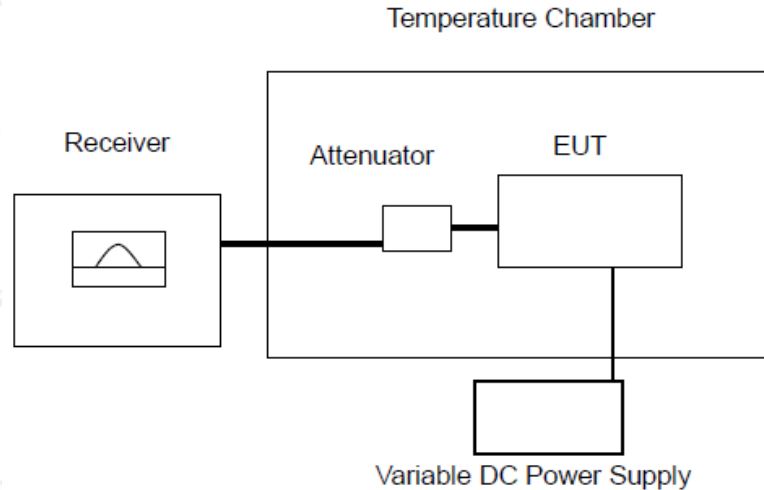 Temperature Chamber
Receiver
Attenuator
EUT
Variable DC Power Supply